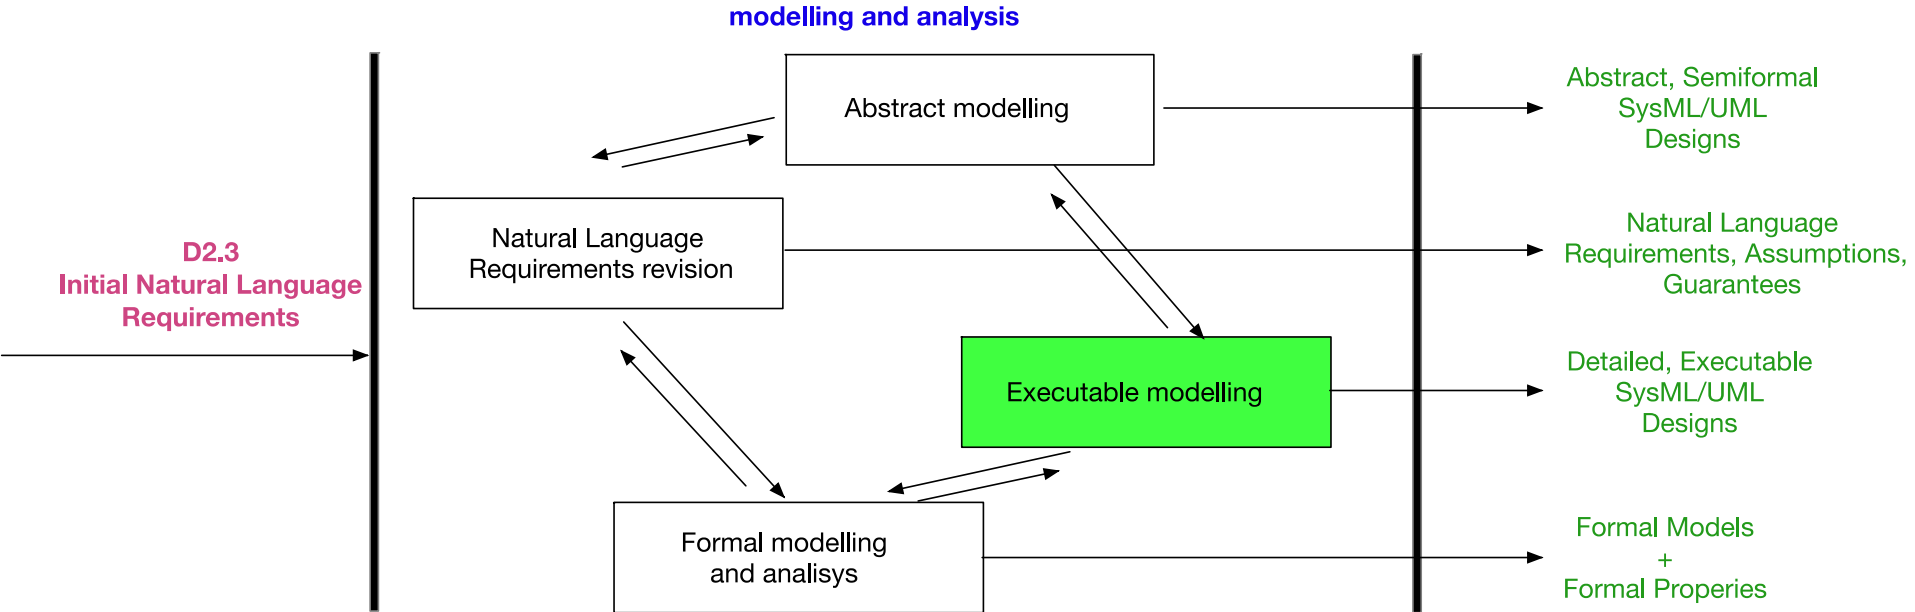 modelling and analysis
Abstract modelling
Abstract, Semiformal
SysML/UML
Designs
D2.3
Initial Natural Language
Requirements
Natural Language
Requirements revision
Natural Language
Requirements, Assumptions,
Guarantees
Executable modelling
Detailed, Executable
SysML/UML
Designs
Formal modelling
and analisys
Formal Models
+
Formal Properies